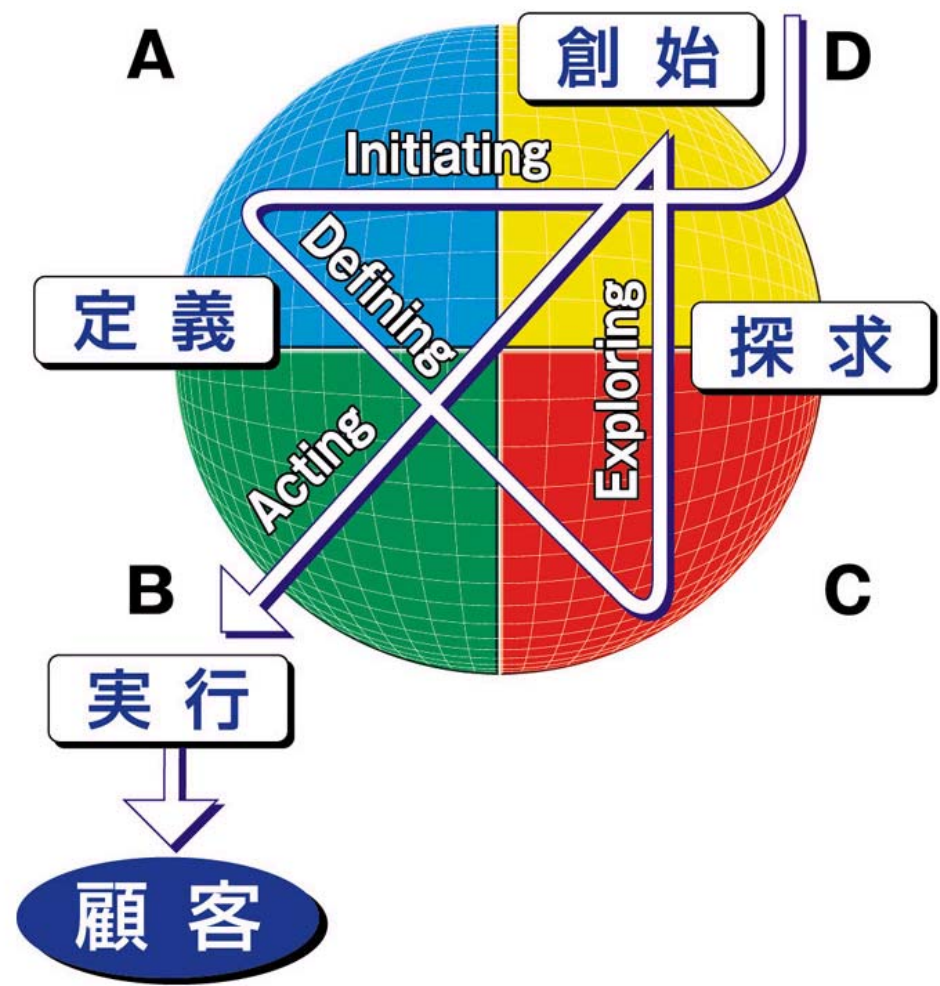 A
創 始
D
Initiating
Defining
定 義
Exploring
探 求
Acting
B
C
実 行
顧 客